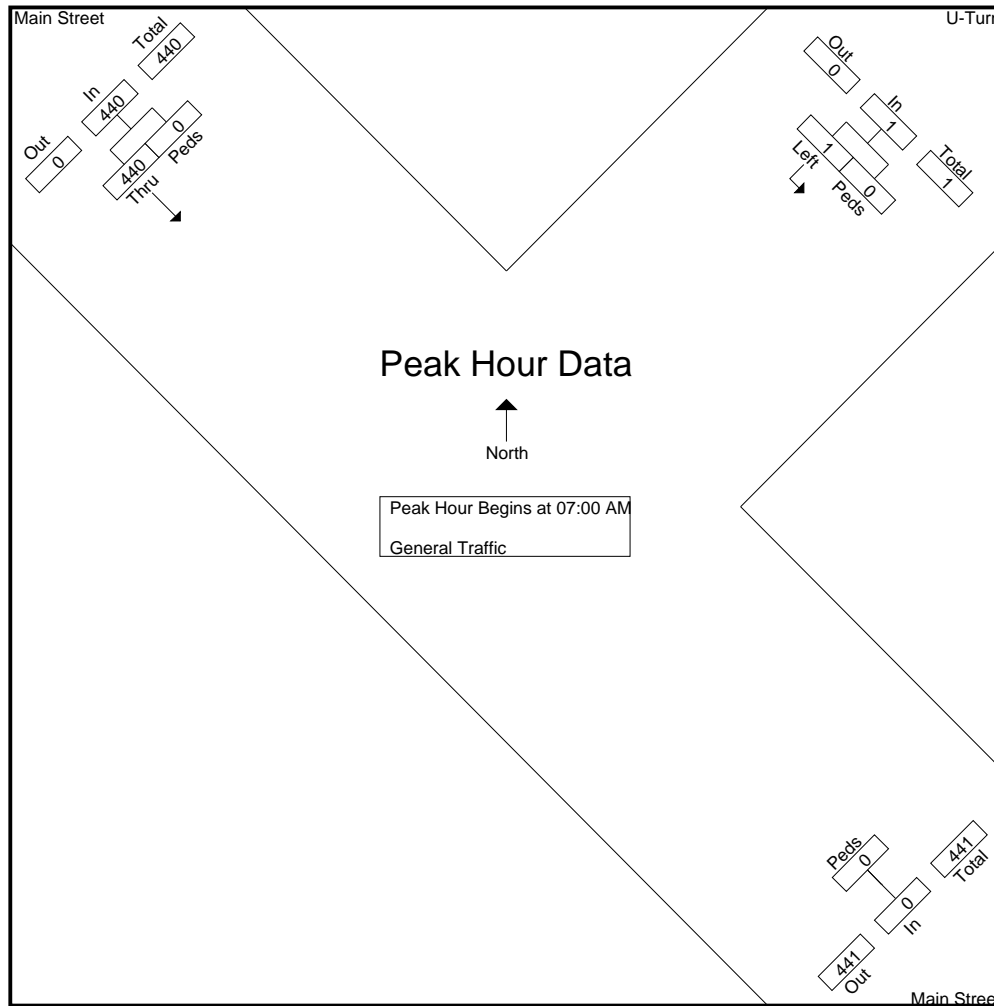 Main Street
U-Turn
Out
0
In
440
Total
440
440
0
Thru
Peds
Out
0
In
1
Total
1
1
0
Left
Peds
Peak Hour Data
North
Peak Hour Begins at 07:00 AM
General Traffic
Peds
0
441
Total
0
In
441
Out
Main Stree